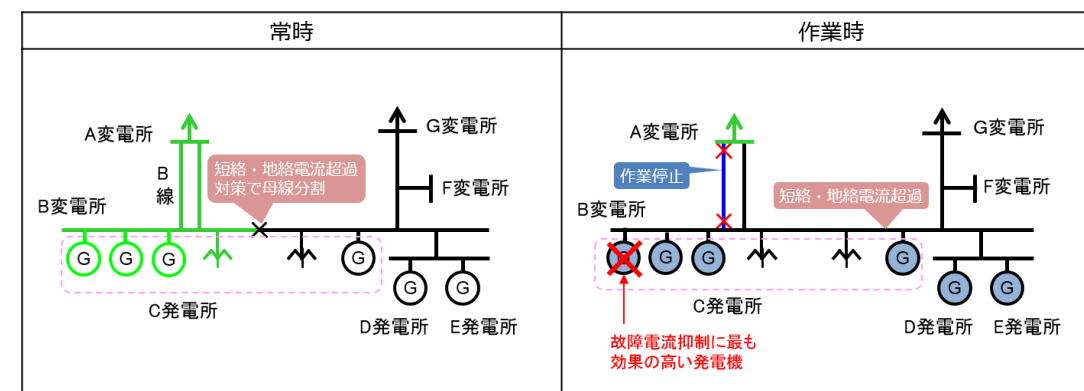 常時
作業時
A変電所
G変電所
B
線
短絡・地絡電流超過
対策で母線分割
F変電所
B変電所
G
G
G
G
C発電所
G
G
D発電所
E発電所
A変電所
G変電所
作業停止
短絡・地絡電流超過
F変電所
B変電所
G
G
G
G
C発電所
G
G
D発電所
E発電所
故障電流抑制に最も
効果の高い発電機